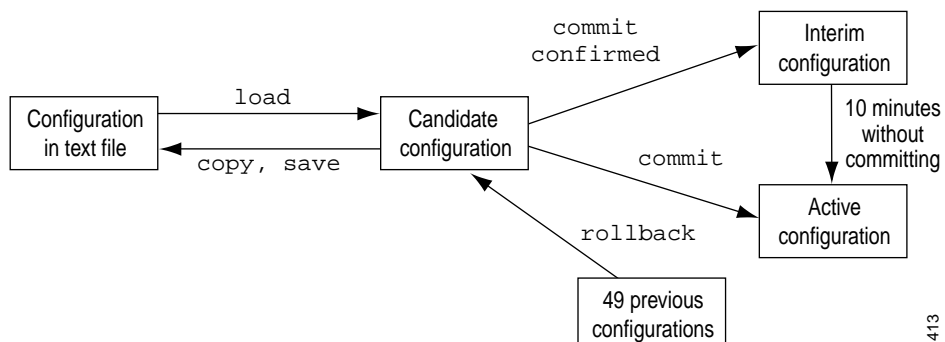 commit
confirmed
Interim
configuration
load
Configuration
in text file
Candidate
configuration
10 minutes
without
committing
copy, save
commit
Active
configuration
rollback
49 previous
configurations
413